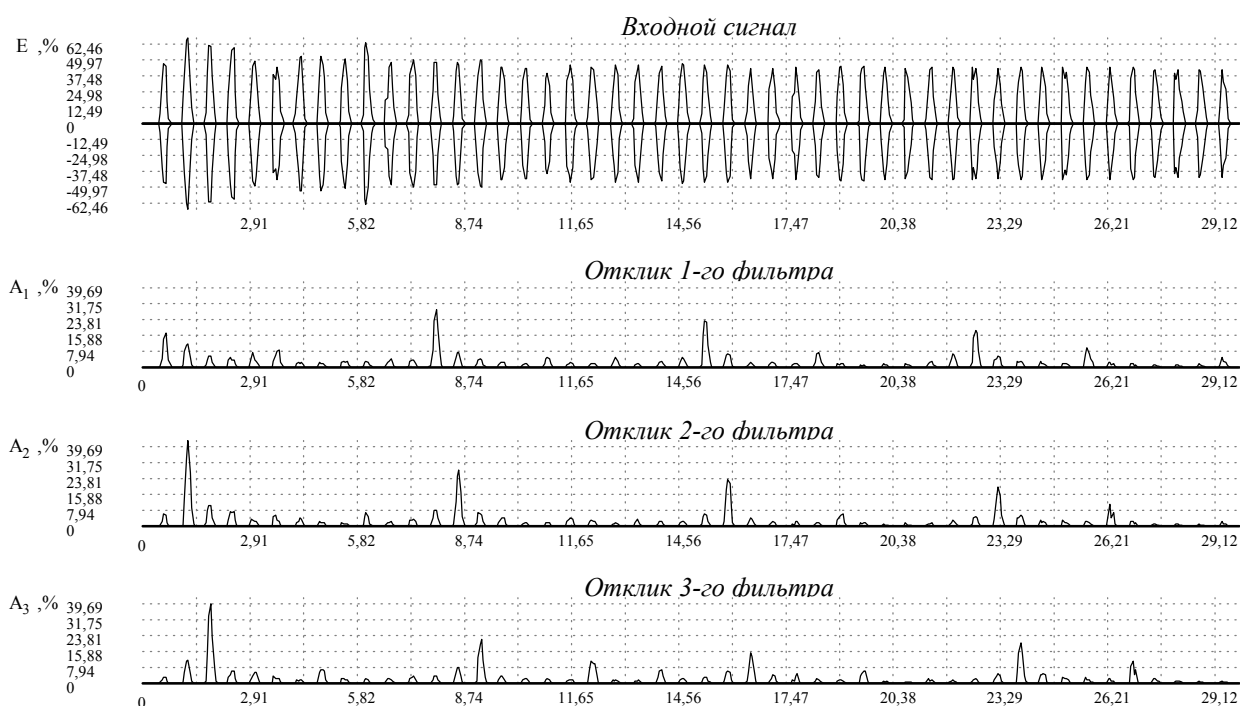 Входной сигнал
E ,%
62,46
49,97
37,48
24,98
12,49
0
-12,49
-24,98
-37,48
-49,97
-62,46
2,91 5,82 8,74 11,65 14,56 17,47 20,38 23,29 26,21 29,12
Отклик 1-го фильтра
A1 ,%
39,69
31,75
23,81
15,88
7,94
0
0 2,91 5,82 8,74 11,65 14,56 17,47 20,38 23,29 26,21 29,12
Отклик 2-го фильтра
A2 ,%
39,69
31,75
23,81
15,88
7,94
0
0 2,91 5,82 8,74 11,65 14,56 17,47 20,38 23,29 26,21 29,12
Отклик 3-го фильтра
A3 ,%
39,69
31,75
23,81
15,88
7,94
0
0 2,91 5,82 8,74 11,65 14,56 17,47 20,38 23,29 26,21 29,12